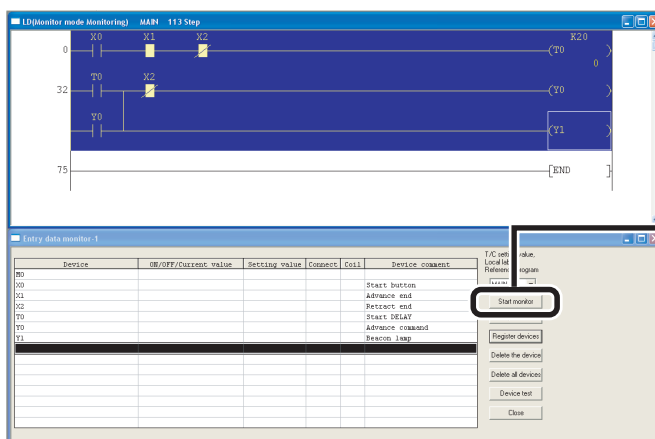 LD(Monitor mode Monitoring) MAIN 113 Step
X0 X1 X2 K20
0 (T0 )
0
T0 X2
32 (Y0 )
Y0
(Y1 )
75 [END ]
Entry data monitor-1
T/C setting value,
Local label
Reference program
MAIN
Device ON/OFF/Current value Setting value Connect Coil Device comment
M0
X0 Start button
X1 Advance end
X2 Retract end
T0 Start DELAY
Y0 Advance command
Y1 Beacon lamp
Start monitor
Register devices
Delete the device
Delete all devices
Device test
Close